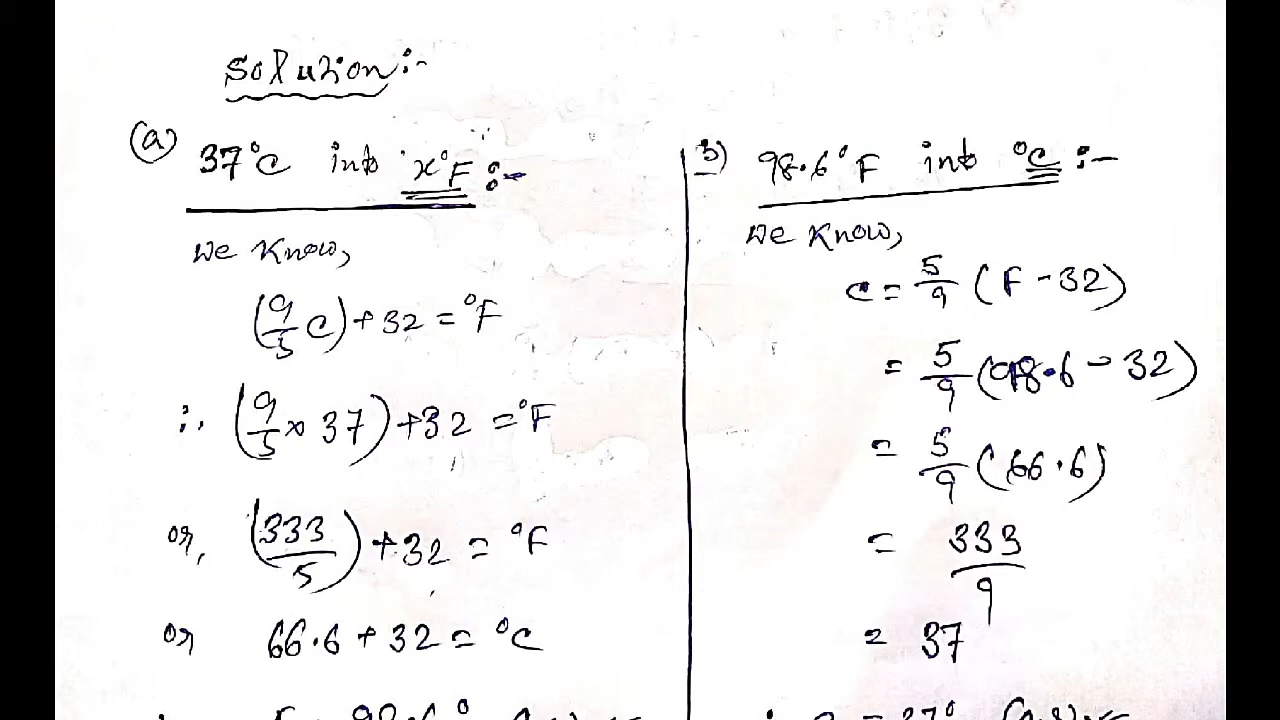 Solution:-
(a) 37°C into x°F :-
We Know,
(9/5 C) + 32 = °F
∴ (9/5 × 37) + 32 = °F
or, (333/5) + 32 = °F
or 66.6 + 32 = °C
b) 98.6°F into °C :-
We Know,
C = 5/9 (F - 32)
= 5/9 (98.6 - 32)
= 5/9 (66.6)
= 333/9
= 37